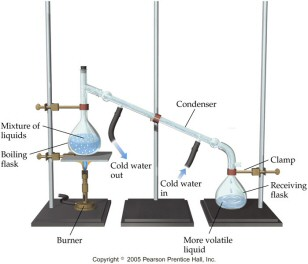 Condenser
Mixture of
liquids
Boiling
flask
Cold water
out
Cold water
in
Clamp
Receiving
flask
Burner
More volatile
liquid
Copyright © 2005 Pearson Prentice Hall, Inc.